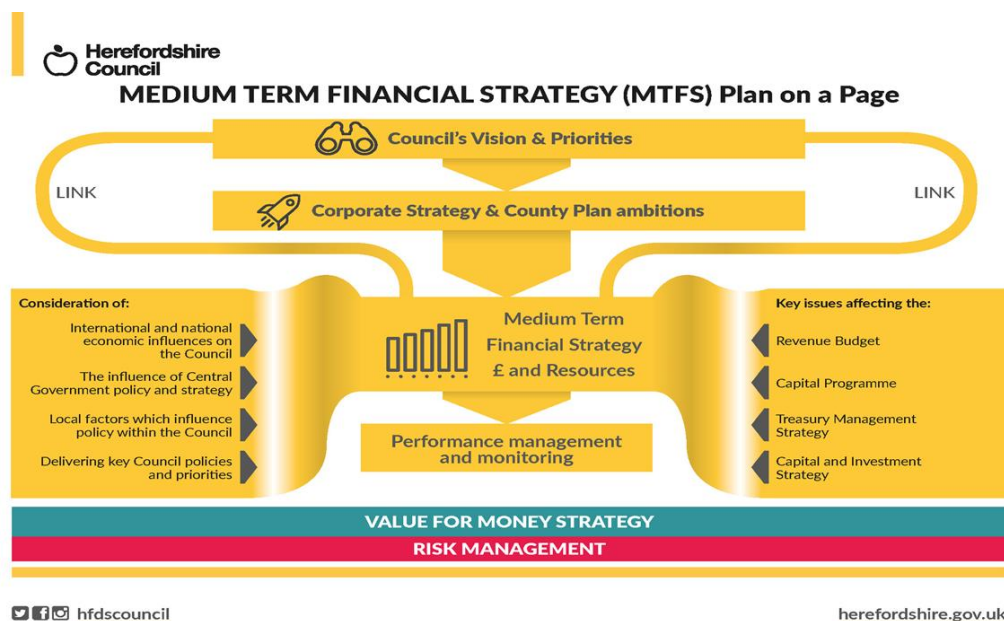 Herefordshire
Council
MEDIUM TERM FINANCIAL STRATEGY (MTFS) Plan on a Page
Council's Vision & Priorities
LINK
LINK
Corporate Strategy & County Plan ambitions
Consideration of:
International and national
economic influences on
the Council
The influence of Central
Government policy and strategy
Local factors which influence
policy within the Council
Delivering key Council policies
and priorities
Medium Term
Financial Strategy
£ and Resources
Performance management
and monitoring
Key issues affecting the:
Revenue Budget
Capital Programme
Treasury Management
Strategy
Capital and Investment
Strategy
VALUE FOR MONEY STRATEGY
RISK MANAGEMENT
hfdscouncil
herefordshire.gov.uk